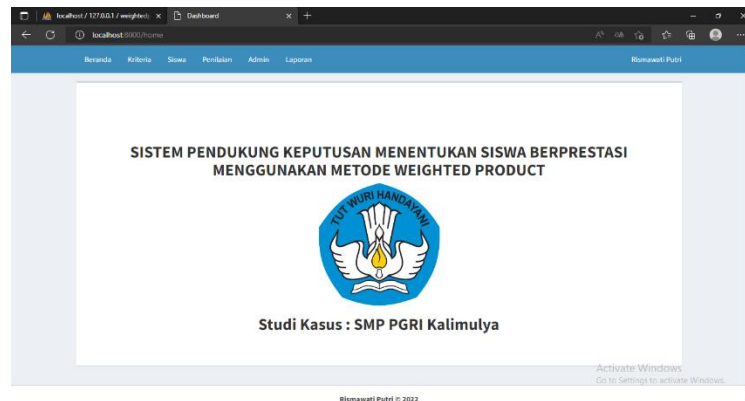 localhost / 127.0.0.1 / weighted
Dashboard
localhost:8000/home
Beranda Kriteria Siswa Penilaian Admin Laporan Rismawati Putri
SISTEM PENDUKUNG KEPUTUSAN MENENTUKAN SISWA BERPRESTASI
MENGGUNAKAN METODE WEIGHTED PRODUCT
TUT WURI HANDAYANI
Studi Kasus : SMP PGRI Kalimulya
Activate Windows
Go to Settings to activate Windows.
Rismawati Putri © 2022